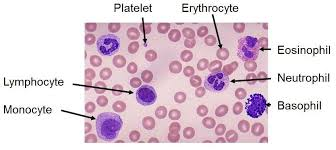 Platelet
Erythrocyte
Eosinophil
Lymphocyte
Neutrophil
Monocyte
Basophil